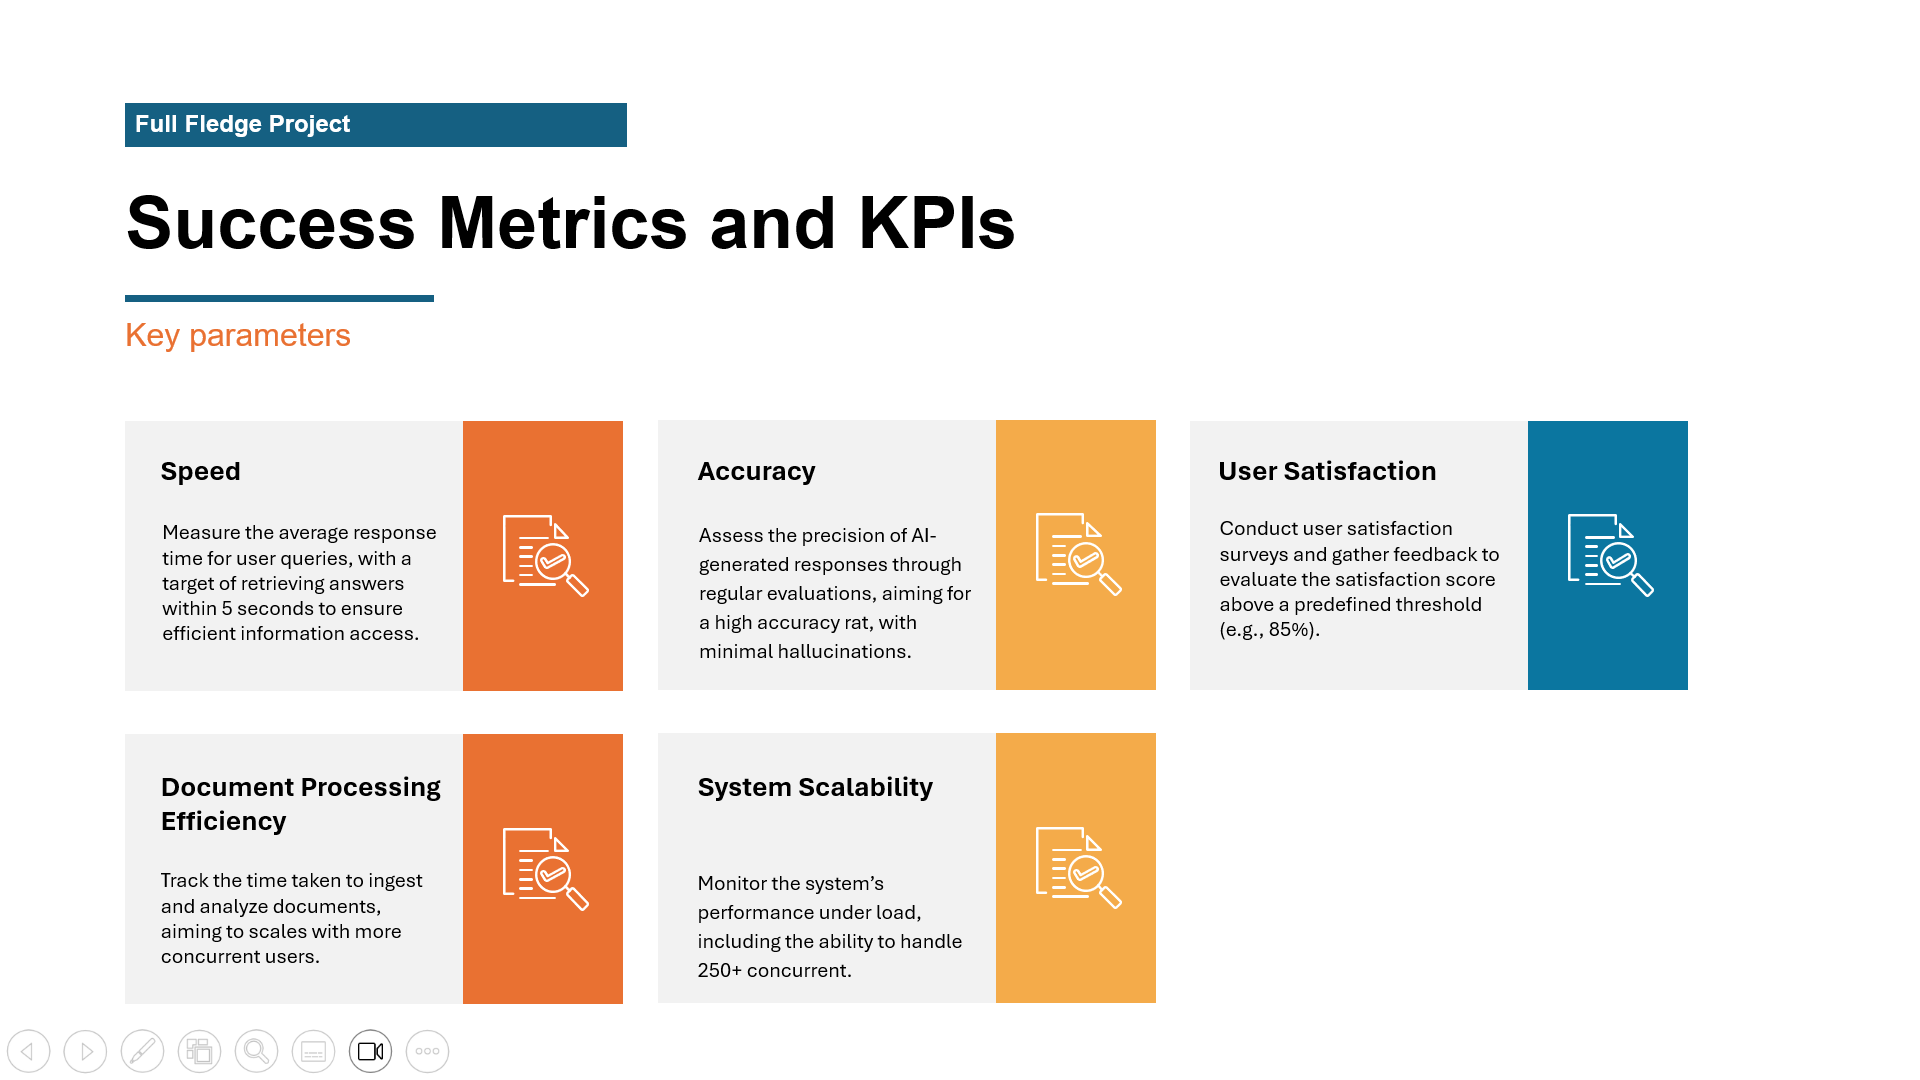 Full Fledge Project
Success Metrics and KPIs
Key parameters
Speed
Measure the average response
time for user queries, with a
target of retrieving answers
within 5 seconds to ensure
efficient information access.
Accuracy
Assess the precision of AI-
generated responses through
regular evaluations, aiming for
a high accuracy rat, with
minimal hallucinations.
User Satisfaction
Conduct user satisfaction
surveys and gather feedback to
evaluate the satisfaction score
above a predefined threshold
(e.g., 85%).
Document Processing
Efficiency
Track the time taken to ingest
and analyze documents,
aiming to scales with more
concurrent users.
System Scalability
Monitor the system’s
performance under load,
including the ability to handle
250+ concurrent.